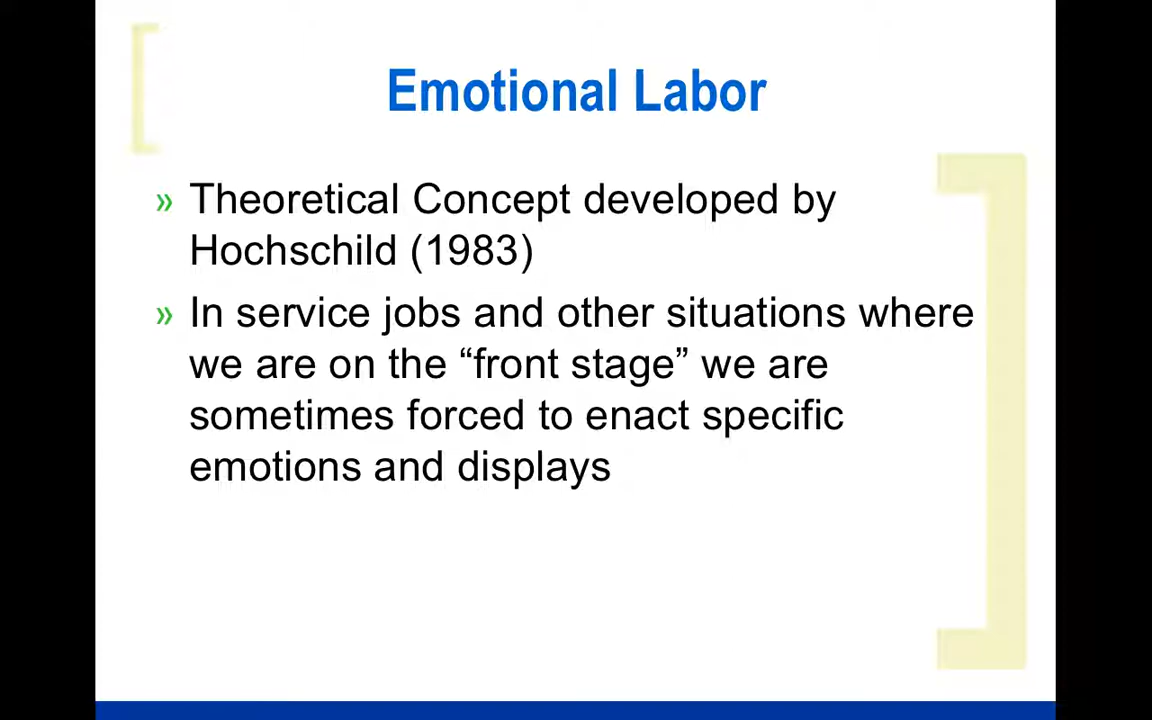 Emotional Labor
» Theoretical Concept developed by
Hochschild (1983)
» In service jobs and other situations where
we are on the “front stage” we are
sometimes forced to enact specific
emotions and displays